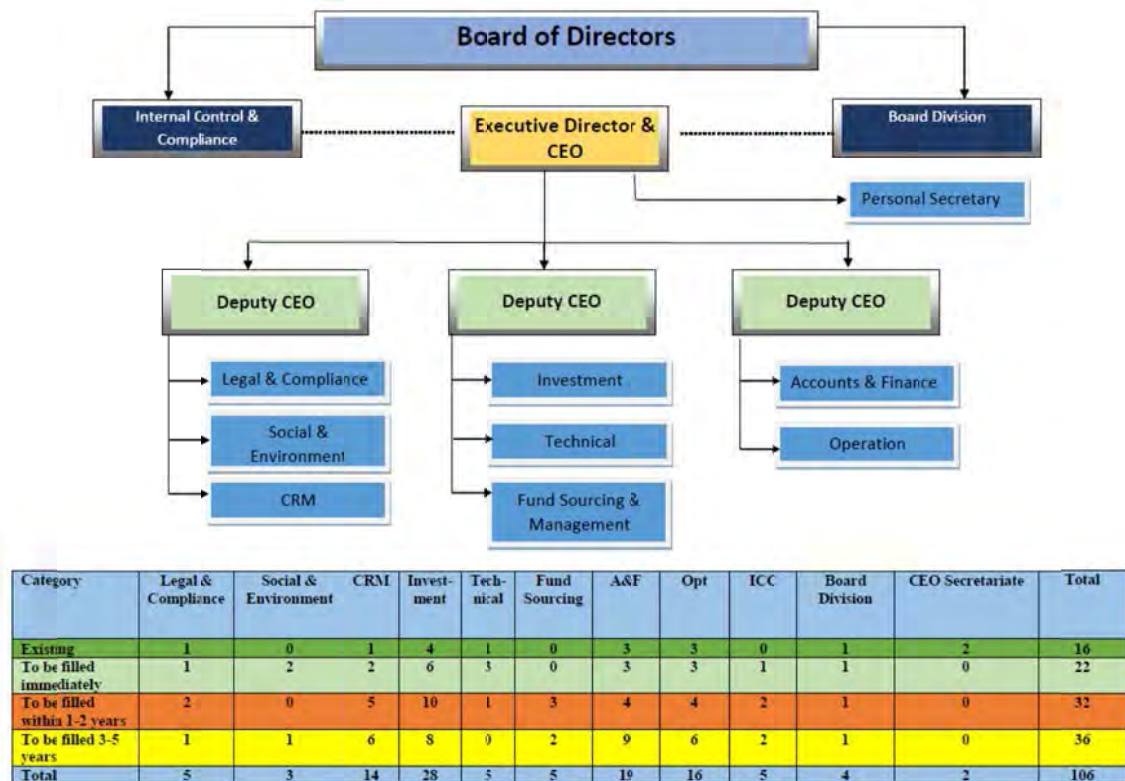 Board of Directors
Internal Control &
Compliance
Executive Director &
CEO
Board Division
Personal Secretary
Deputy CEO
Deputy CEO
Deputy CEO
Legal & Compliance
Social &
Environment
CRM
Investment
Technical
Fund Sourcing &
Management
Accounts & Finance
Operation
Category Legal & Social & CRM Invest- Tech- Fund A&F Opt ICC Board CEO Secretariate Total
Compliance Environment ment nical Sourcing Division
Existing 1 0 1 4 1 0 3 3 0 1 2 16
To be filled 1 2 2 6 3 0 3 3 1 1 0 22
immediately
To be filled 2 0 5 10 1 3 4 4 2 1 0 32
within 1-2 years
To be filled 3-5 1 1 6 8 0 2 9 6 2 1 0 36
years
Total 5 3 14 28 5 5 19 16 5 4 2 106